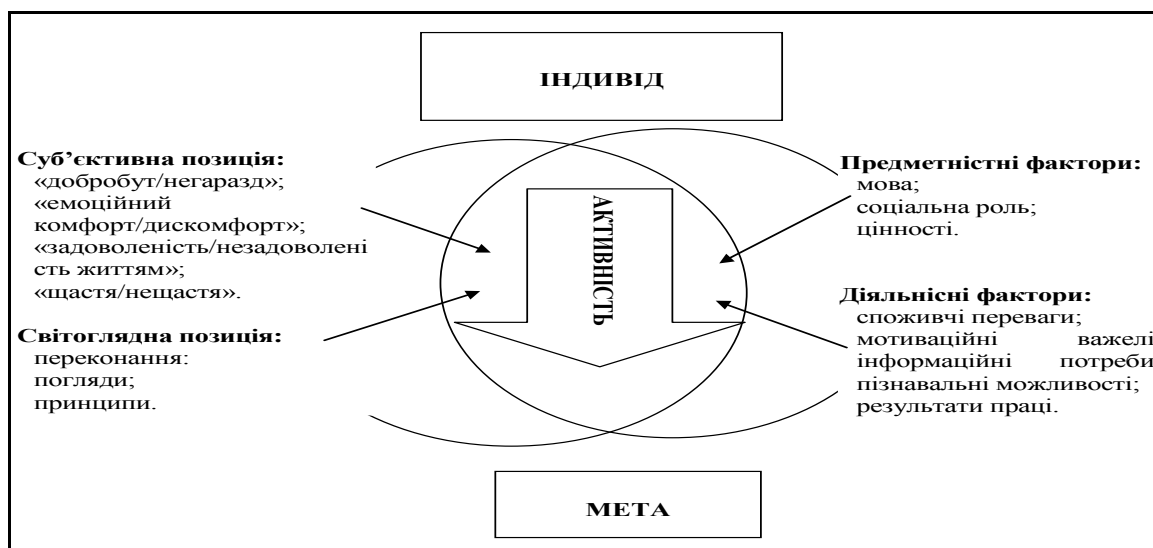 ІНДИВІД
Суб’єктивна позиція:
«добробут/негаразд»;
«емоційний
комфорт/дискомфорт»;
«задоволеність/незадоволені
сть життям»;
«щастя/нещастя».
Світоглядна позиція:
переконання:
погляди;
принципи.
АКТИВНІСТЬ
Предметністні фактори:
мова;
соціальна роль;
цінності.
Діяльнісні фактори:
споживчі переваги;
мотиваційні важелі
інформаційні потреби
пізнавальні можливості;
результати праці.
МЕТА